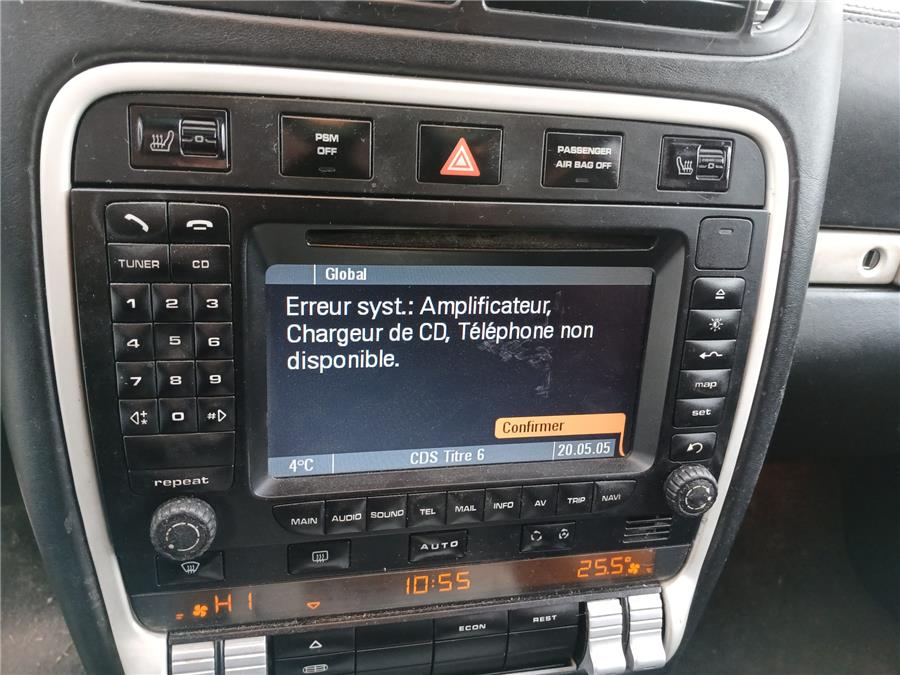 PSM
OFF
PASSENGER
AIR BAG OFF
TUNER CD
Global
1 2 3
Erreur syst.: Amplificateur,
Chargeur de CD, Téléphone non
disponible.
4 5 6
7 8 9
map
set
0 #
Confirmer
4°C CDS Titre 6 20.05.05
repeat
MAIN AUDIO SOUND TEL MAIL INFO AV TRIP NAVI
AUTO
HI 10:55 25.5°
ECON REST